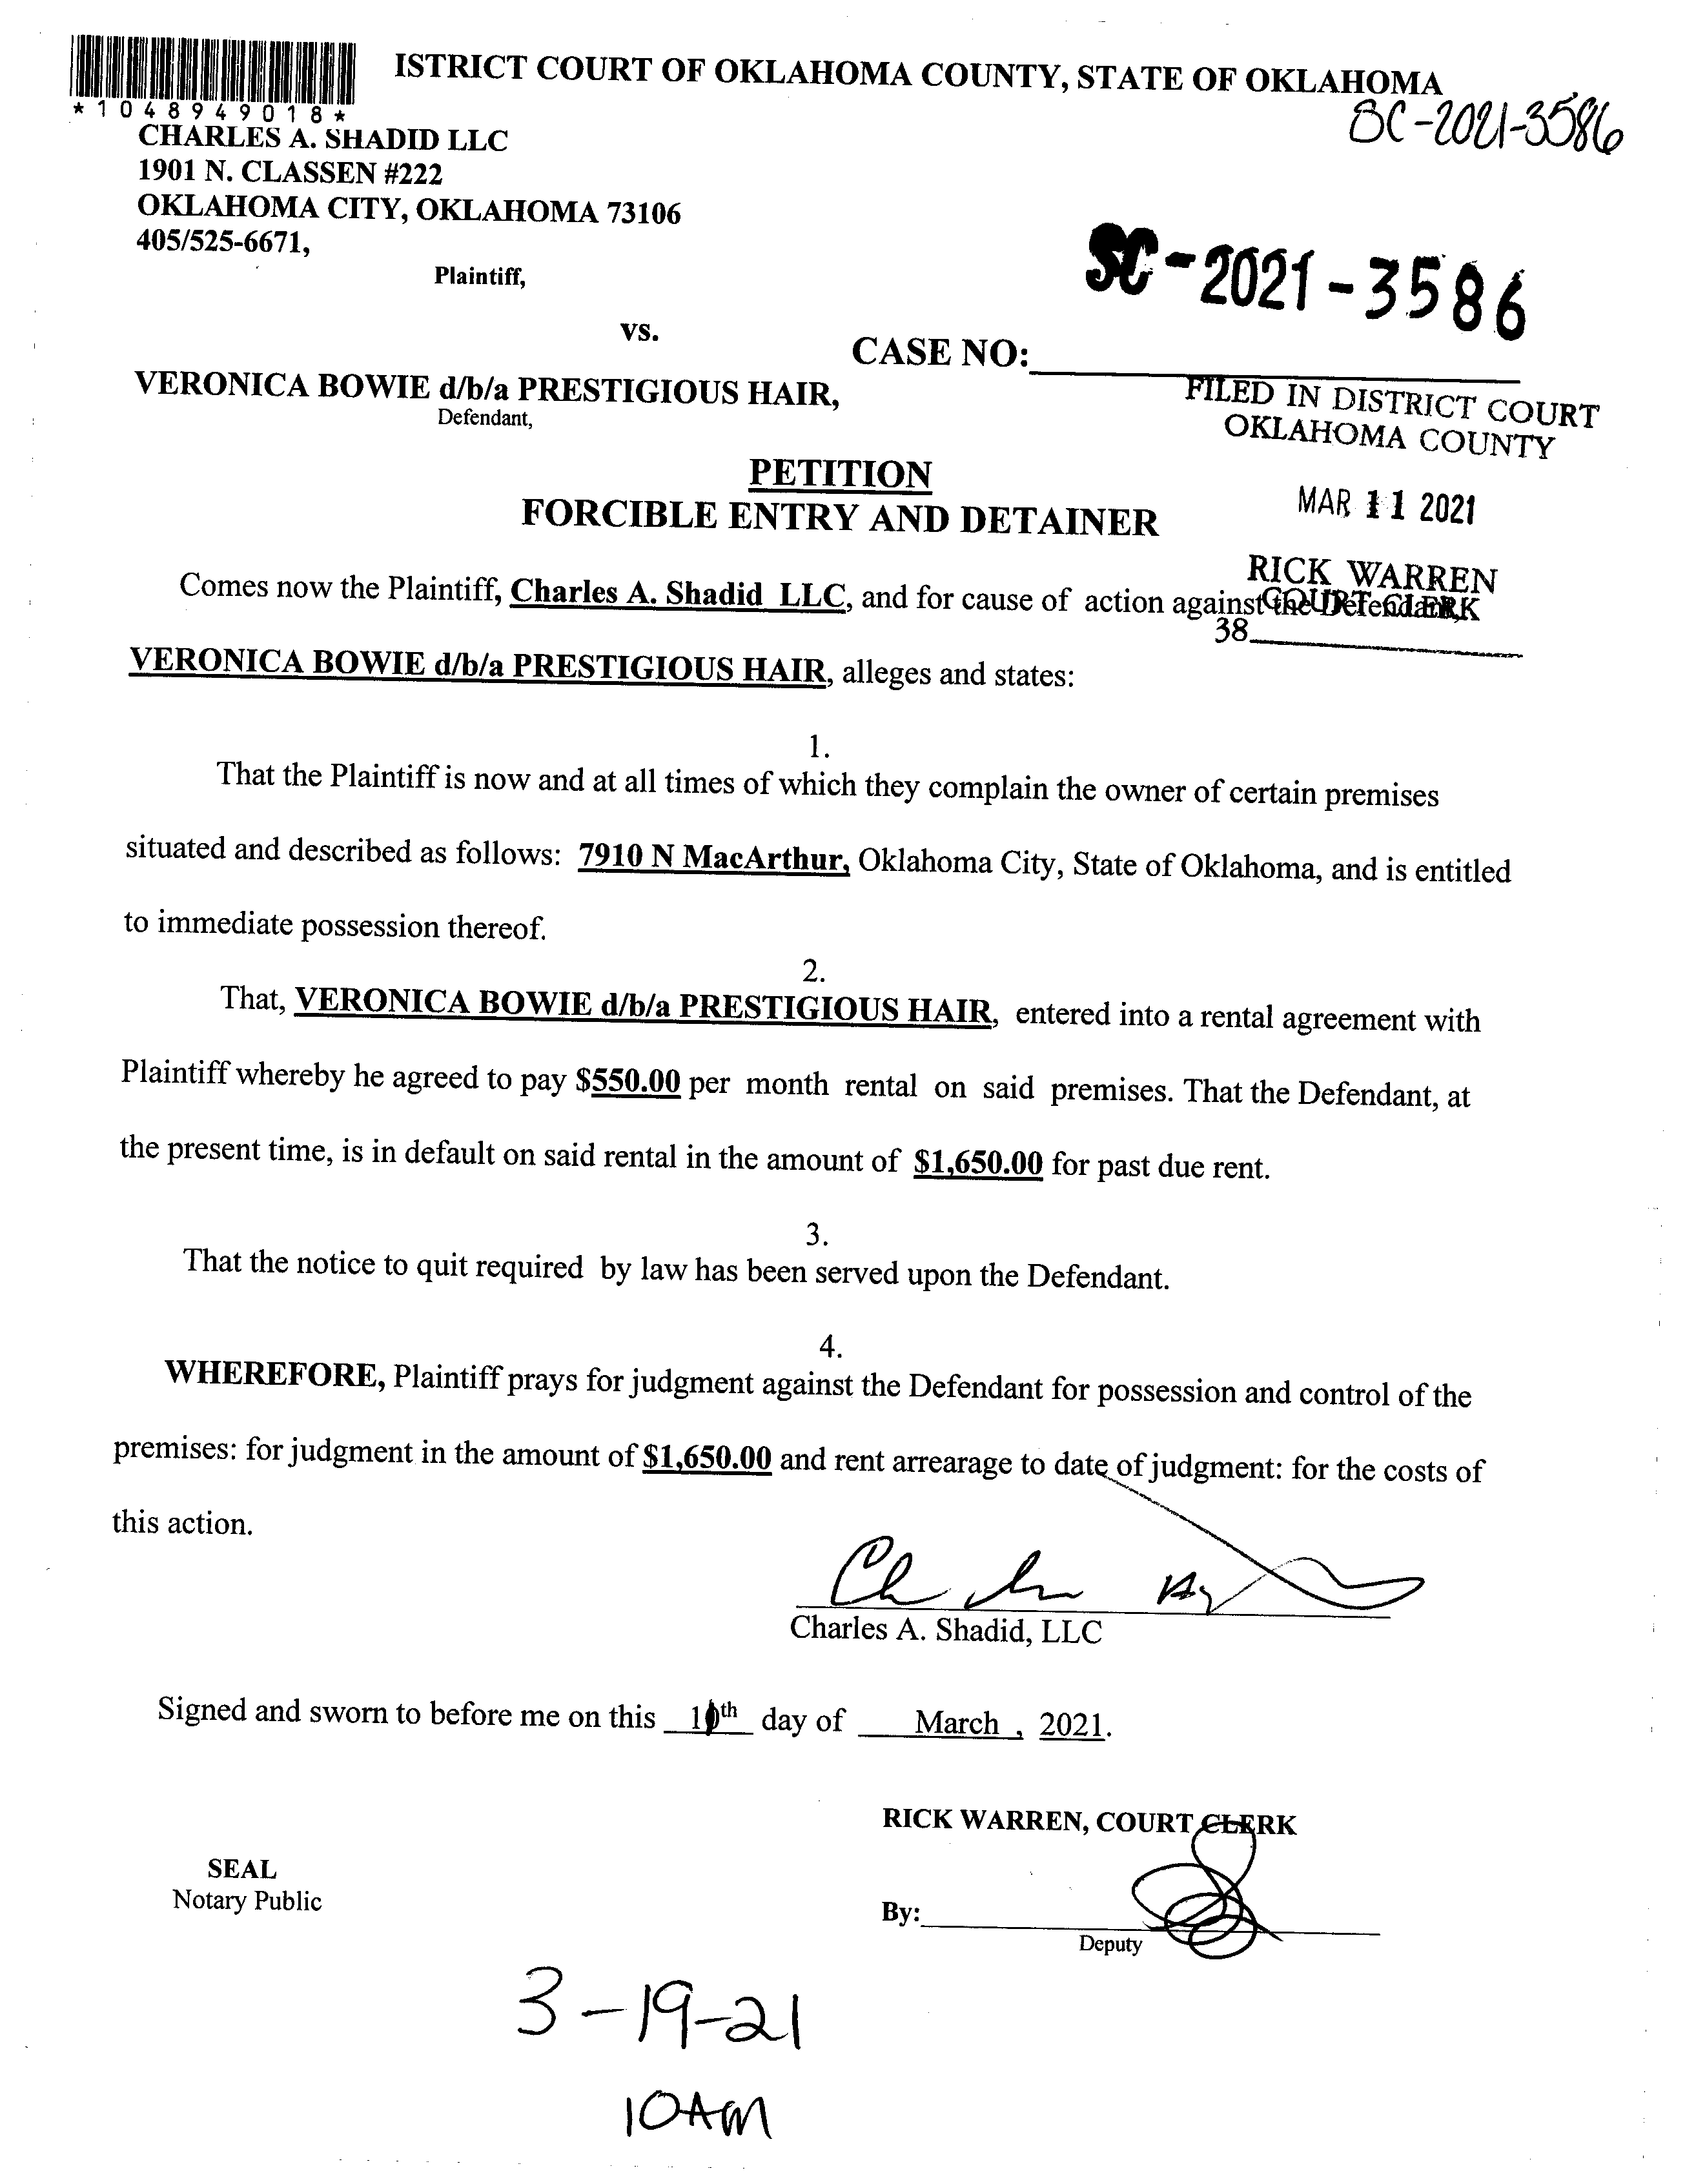 ISTRICT COURT OF OKLAHOMA COUNTY, STATE OF OKLAHOMA
*1048949018*
SC-2021-3586
CHARLES A. SHADID LLC
1901 N. CLASSEN #222
OKLAHOMA CITY, OKLAHOMA 73106
405/525-6671,
Plaintiff,
SC-2021-3586
vs.
CASE NO:
VERONICA BOWIE d/b/a PRESTIGIOUS HAIR,
Defendant,
FILED IN DISTRICT COURT
OKLAHOMA COUNTY
PETITION
FORCIBLE ENTRY AND DETAINER
MAR 11 2021
RICK WARREN
COURT CLERK
38
Comes now the Plaintiff, Charles A. Shadid LLC, and for cause of action against the Defendant,
VERONICA BOWIE d/b/a PRESTIGIOUS HAIR, alleges and states:
1.
That the Plaintiff is now and at all times of which they complain the owner of certain premises
situated and described as follows: 7910 N MacArthur, Oklahoma City, State of Oklahoma, and is entitled
to immediate possession thereof.
2.
That, VERONICA BOWIE d/b/a PRESTIGIOUS HAIR, entered into a rental agreement with
Plaintiff whereby he agreed to pay $550.00 per month rental on said premises. That the Defendant, at
the present time, is in default on said rental in the amount of $1,650.00 for past due rent.
3.
That the notice to quit required by law has been served upon the Defendant.
4.
WHEREFORE, Plaintiff prays for judgment against the Defendant for possession and control of the
premises: for judgment in the amount of $1,650.00 and rent arrearage to date of judgment: for the costs of
this action.
Charles A. Shadid, LLC
Signed and sworn to before me on this th day of March , 2021.
RICK WARREN, COURT CLERK
SEAL
Notary Public
By:
Deputy
3-19-21
10AM